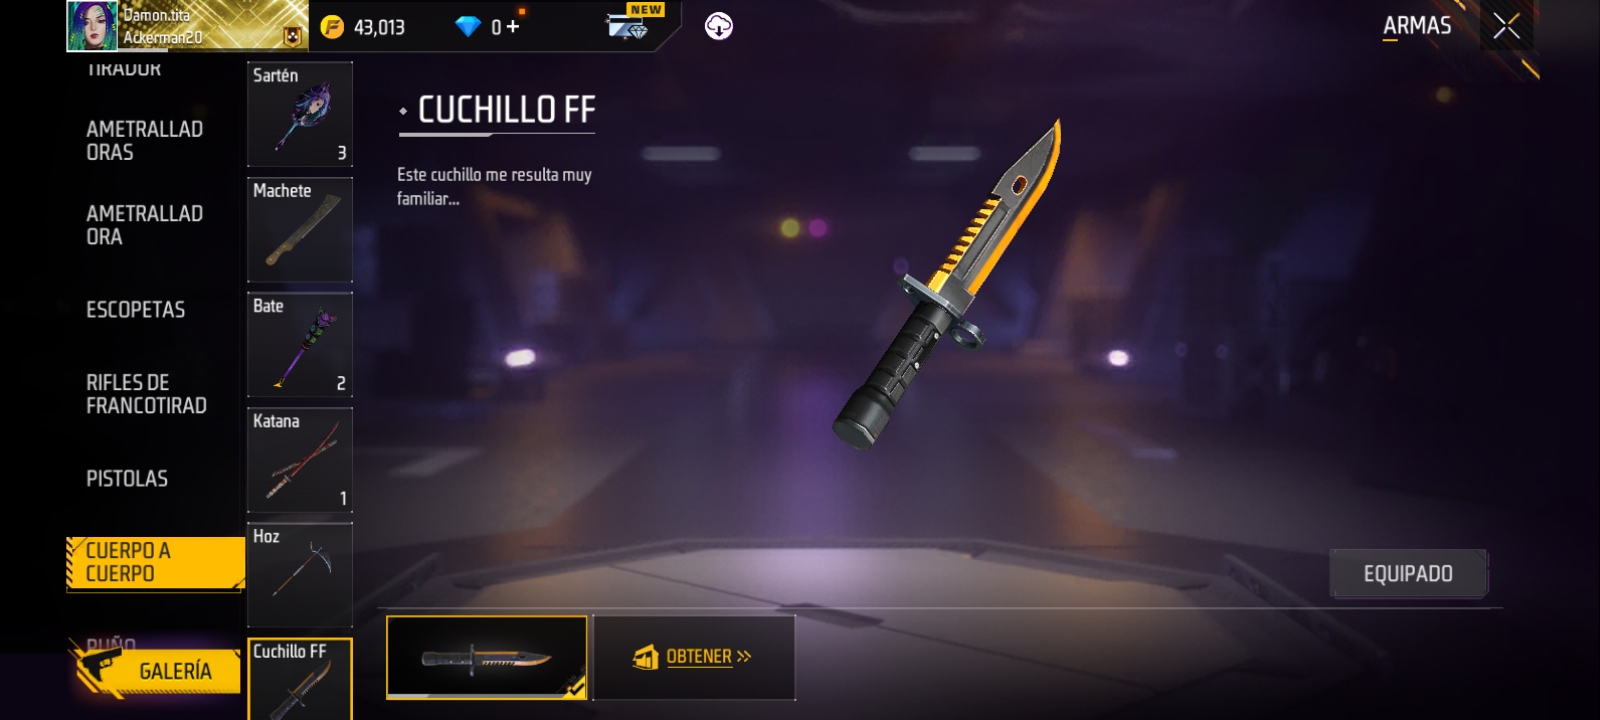 Damon.tita
Ackerman20
43,013
0 +
NEW
ARMAS
TIRADOR
AMETRALLAD
ORAS
AMETRALLAD
ORA
ESCOPETAS
RIFLES DE
FRANCOTIRAD
PISTOLAS
CUERPO A
CUERPO
PUÑO
GALERÍA
Sartén
3
Machete
Bate
2
Katana
1
Hoz
Cuchillo FF
CUCHILLO FF
Este cuchillo me resulta muy
familiar...
EQUIPADO
OBTENER >>